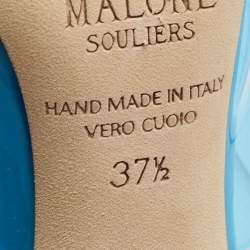 MALONE
SOULIERS
HAND MADE IN ITALY
VERO CUOIO
37½